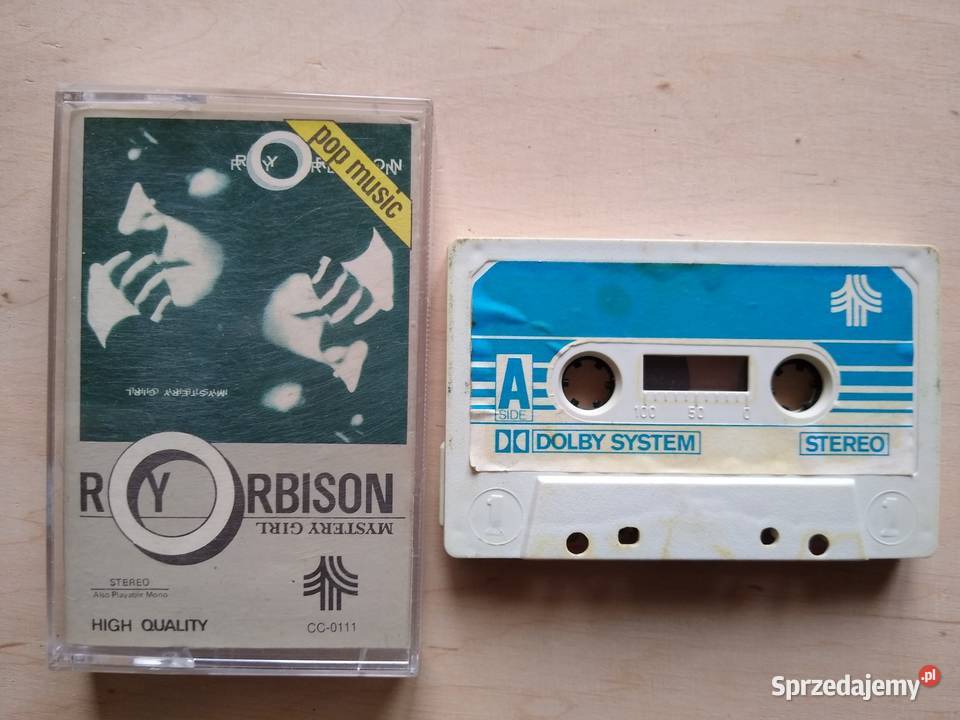 ROY ORBISON
pop music
MYSTERY GIRL
ROY ORBISON
MYSTERY GIRL
STEREO
Also Playable Mono
HIGH QUALITY
CC-0111
A
SIDE
100 50 0
DOLBY SYSTEM
STEREO
1
1
Sprzedajemy.pl